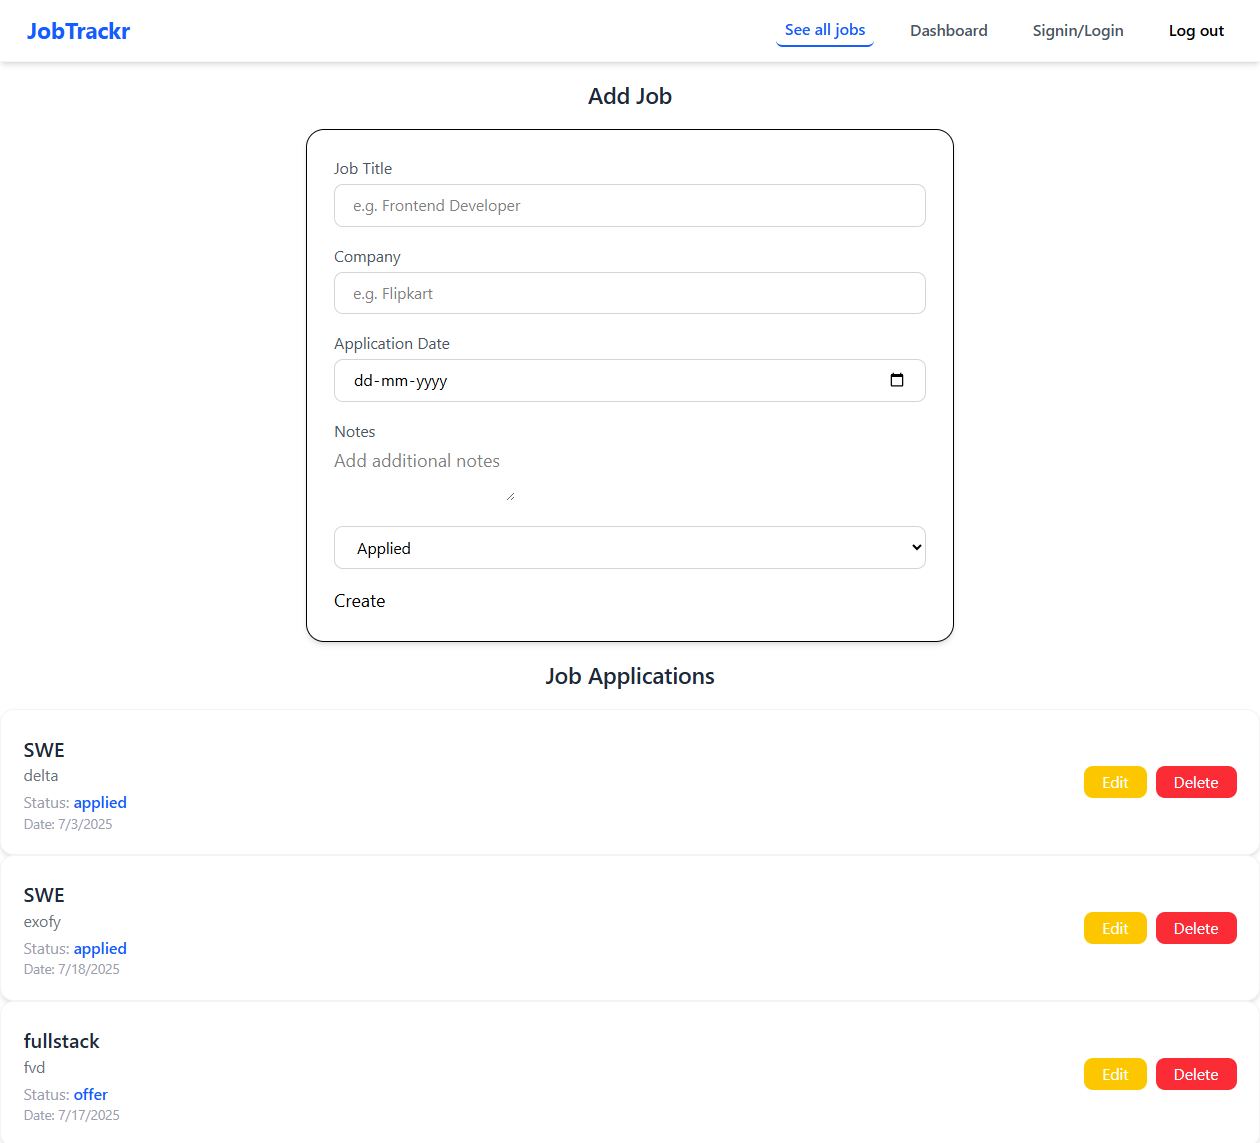 JobTrackr
See all jobs
Dashboard
Signin/Login
Log out
Add Job
Job Title
e.g. Frontend Developer
Company
e.g. Flipkart
Application Date
dd-mm-yyyy
Notes
Add additional notes
Applied
Create
Job Applications
SWE
delta
Status: applied
Date: 7/3/2025
Edit
Delete
SWE
exofy
Status: applied
Date: 7/18/2025
Edit
Delete
fullstack
fvd
Status: offer
Date: 7/17/2025
Edit
Delete